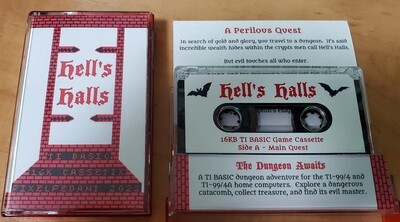 Hell's
Halls
TI BASIC
16K CASSETTE
PIXELPEDANT 2022
A Perilous Quest
In search of gold and glory, you travel to a dungeon. It's said
incredible wealth hides within the crypts men call Hell's Halls.
But evil touches all who enter.
Hell's Halls
16KB TI BASIC Game Cassette
Side A - Main Quest
The Dungeon Awaits
A TI BASIC dungeon adventure for the TI-99/4 and
TI-99/4A home computers. Explore a dangerous
catacomb, collect treasure, and find its evil master.